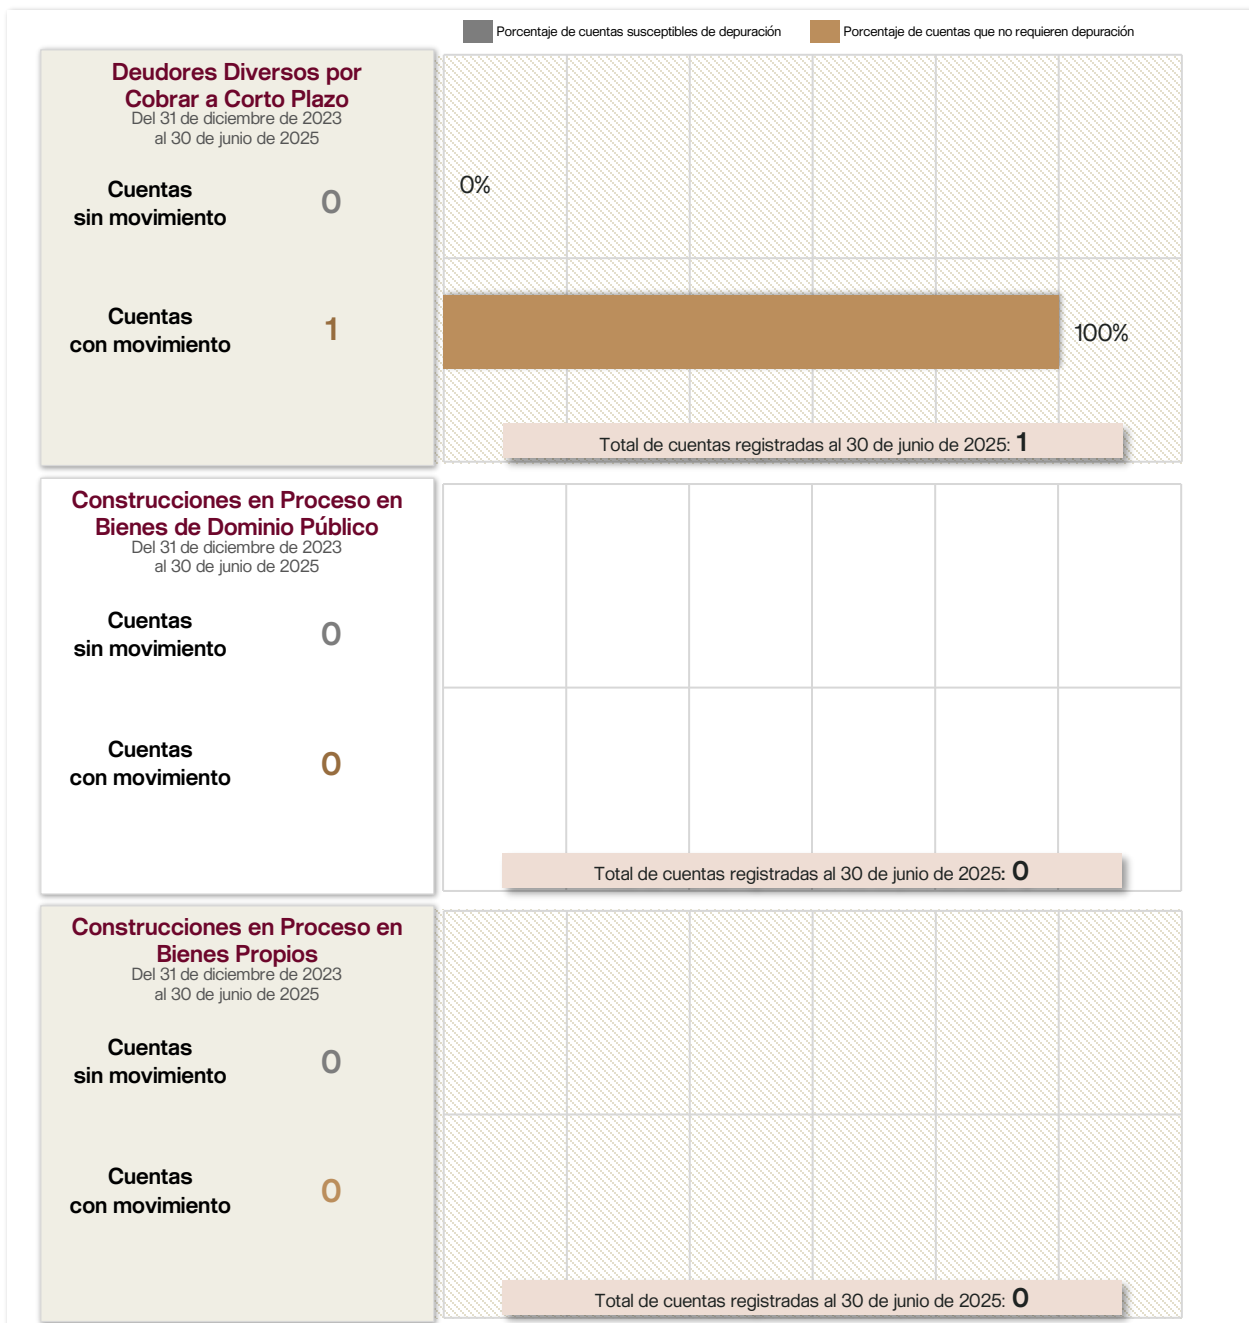 Porcentaje de cuentas susceptibles de depuración
Porcentaje de cuentas que no requieren depuración
Deudores Diversos por
Cobrar a Corto Plazo
Del 31 de diciembre de 2023
al 30 de junio de 2025
Cuentas
sin movimiento
0
0%
Cuentas
con movimiento
1
100%
Total de cuentas registradas al 30 de junio de 2025: 1
Construcciones en Proceso en
Bienes de Dominio Público
Del 31 de diciembre de 2023
al 30 de junio de 2025
Cuentas
sin movimiento
0
Cuentas
con movimiento
0
Total de cuentas registradas al 30 de junio de 2025: 0
Construcciones en Proceso en
Bienes Propios
Del 31 de diciembre de 2023
al 30 de junio de 2025
Cuentas
sin movimiento
0
Cuentas
con movimiento
0
Total de cuentas registradas al 30 de junio de 2025: 0